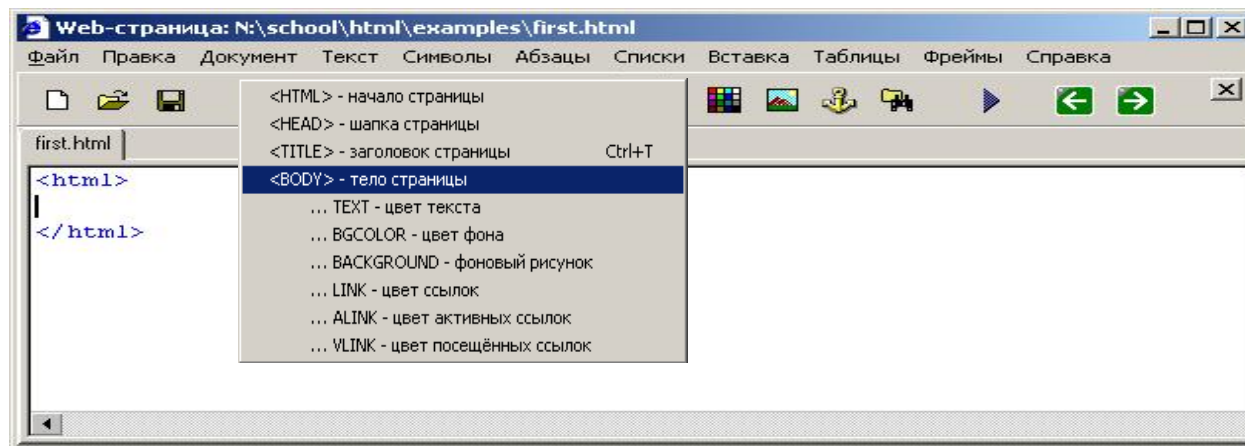 Web-страница: N:\school\html\examples\first.html
Файл Правка Документ Текст Символы Абзацы Списки Вставка Таблицы Фреймы Справка
<HTML> - начало страницы
<HEAD> - шапка страницы
first.html
<TITLE> - заголовок страницы Ctrl+T
<html>
<BODY> - тело страницы
... TEXT - цвет текста
</html>
... BGCOLOR - цвет фона
... BACKGROUND - фоновый рисунок
... LINK - цвет ссылок
... ALINK - цвет активных ссылок
... VLINK - цвет посещённых ссылок